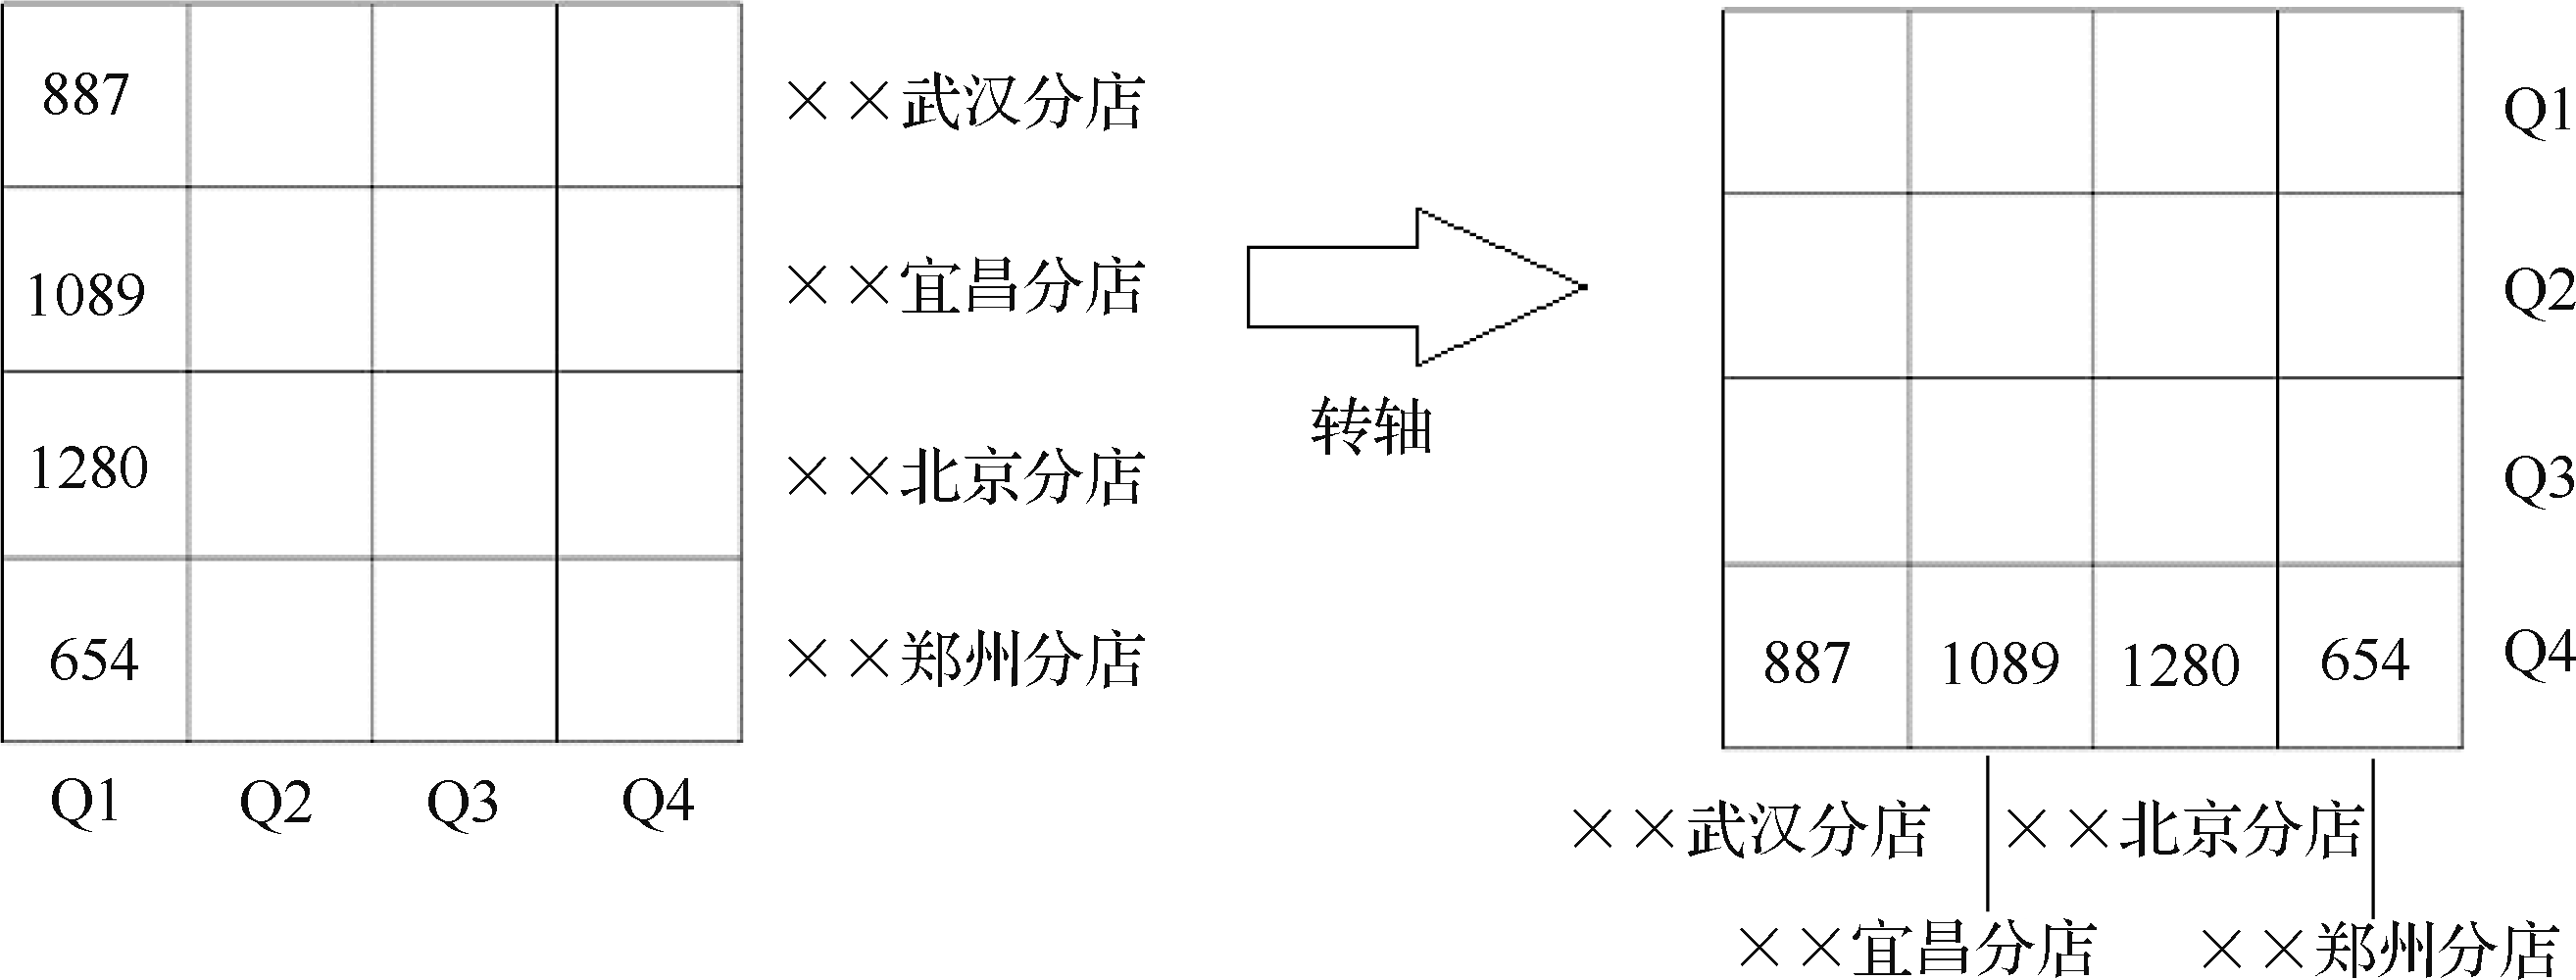 887
××武汉分店
1089
××宜昌分店
1280
××北京分店
654
××郑州分店
Q1 Q2 Q3 Q4
转轴
Q1
Q2
Q3
887 1089 1280 654 Q4
××武汉分店 ××北京分店
××宜昌分店 ××郑州分店